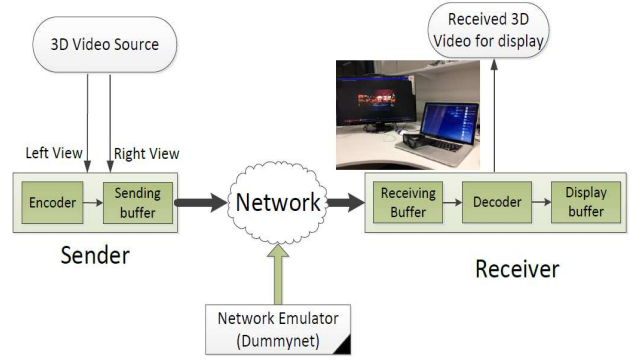 3D Video Source
Received 3D
Video for display
Left View
Right View
Encoder
Sending
buffer
Network
Receiving
Buffer
Decoder
Display
buffer
Sender
Receiver
Network Emulator
(Dummynet)